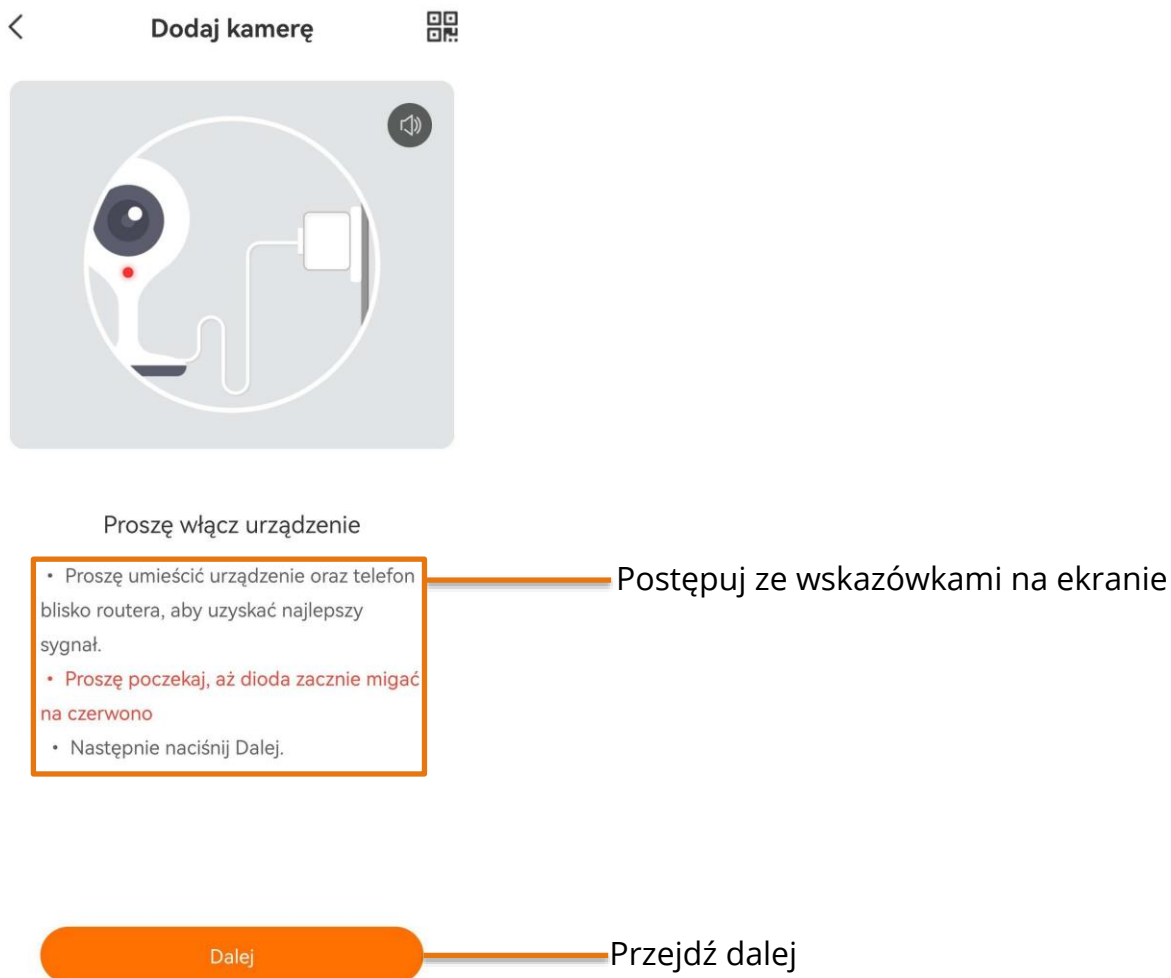 Dodaj kamerę
Proszę włącz urządzenie
• Proszę umieścić urządzenie oraz telefon
blisko routera, aby uzyskać najlepszy
sygnał.
• Proszę poczekaj, aż dioda zacznie migać
na czerwono
• Następnie naciśnij Dalej.
Postępuj ze wskazówkami na ekranie
Dalej
Przejdź dalej